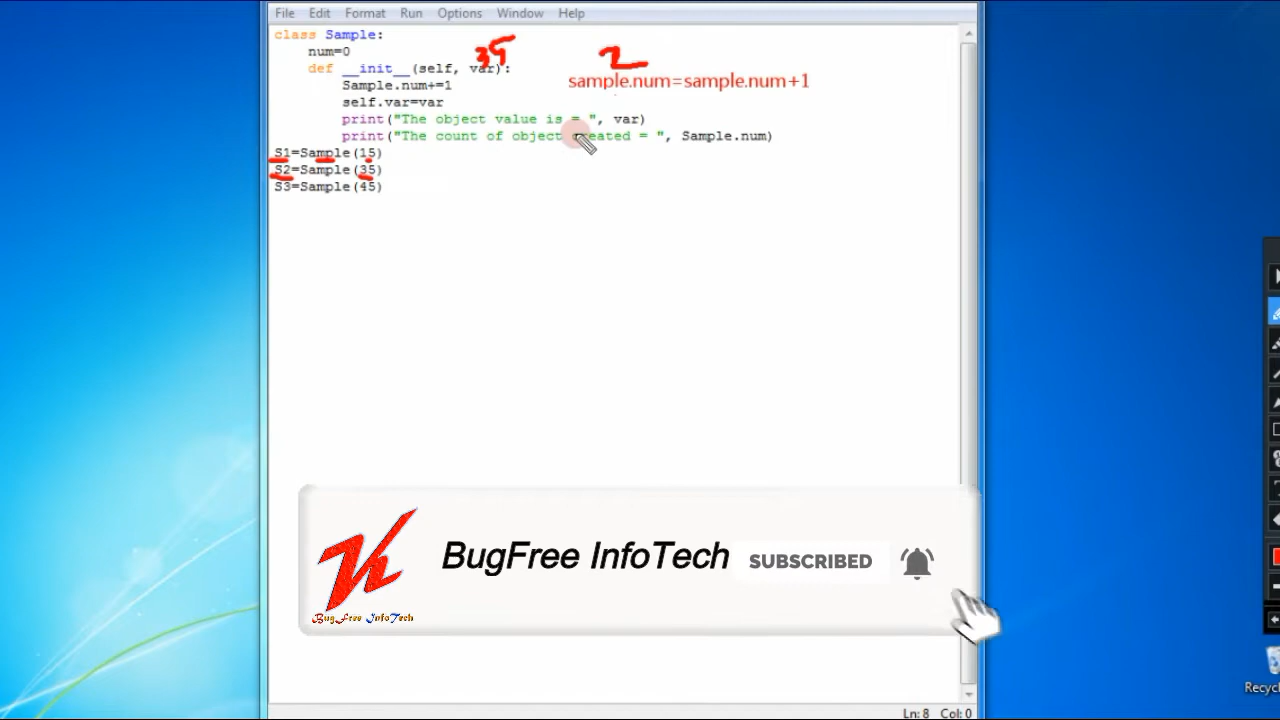 File Edit Format Run Options Window Help
class Sample:
num=0
35
2
def __init__(self, var):
sample.num=sample.num+1
Sample.num+=1
self.var=var
print("The object value is = ", var)
print("The count of object created = ", Sample.num)
S1=Sample(15)
S2=Sample(35)
S3=Sample(45)
BugFree InfoTech SUBSCRIBED
BugFree InfoTech
Recycl
Ln:8 Col:0